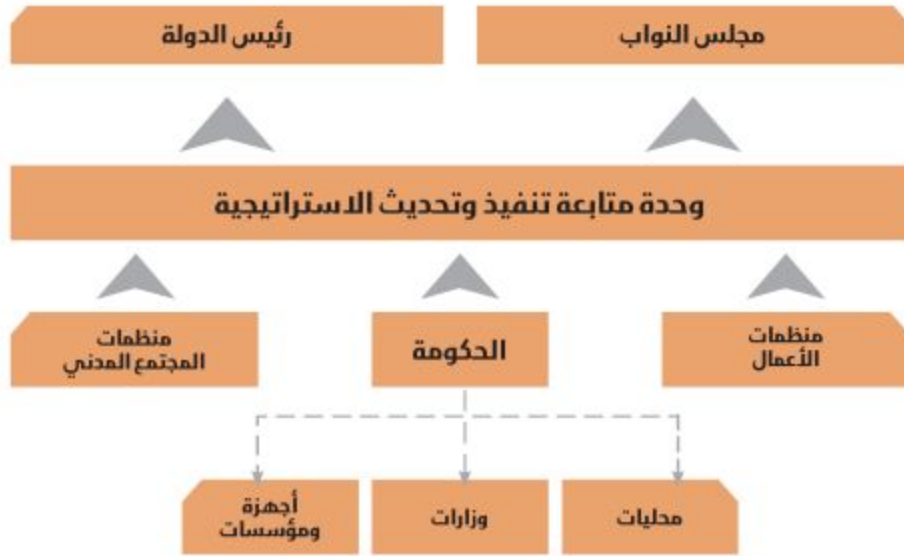 مجلس النواب
رئيس الدولة
وحدة متابعة تنفيذ وتحديث الاستراتيجية
منظمات
الأعمال
الحكومة
منظمات
المجتمع المدني
محليات
وزارات
أجهزة
ومؤسسات